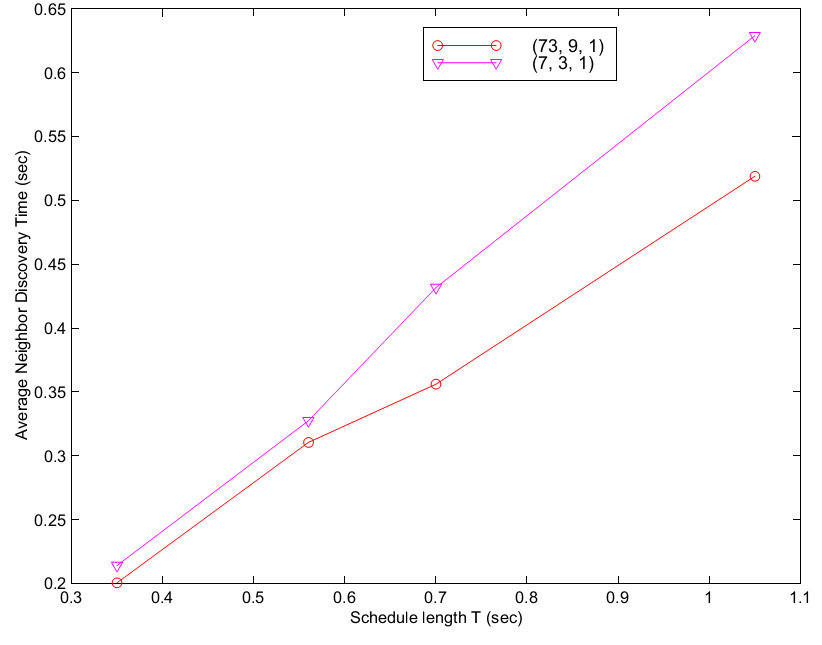 0.65
0.6
0.55
0.5
0.45
0.4
0.35
0.3
0.25
0.2
Average Neighbor Discovery Time (sec)
(73, 9, 1)
(7, 3, 1)
0.3 0.4 0.5 0.6 0.7 0.8 0.9 1 1.1
Schedule length T (sec)